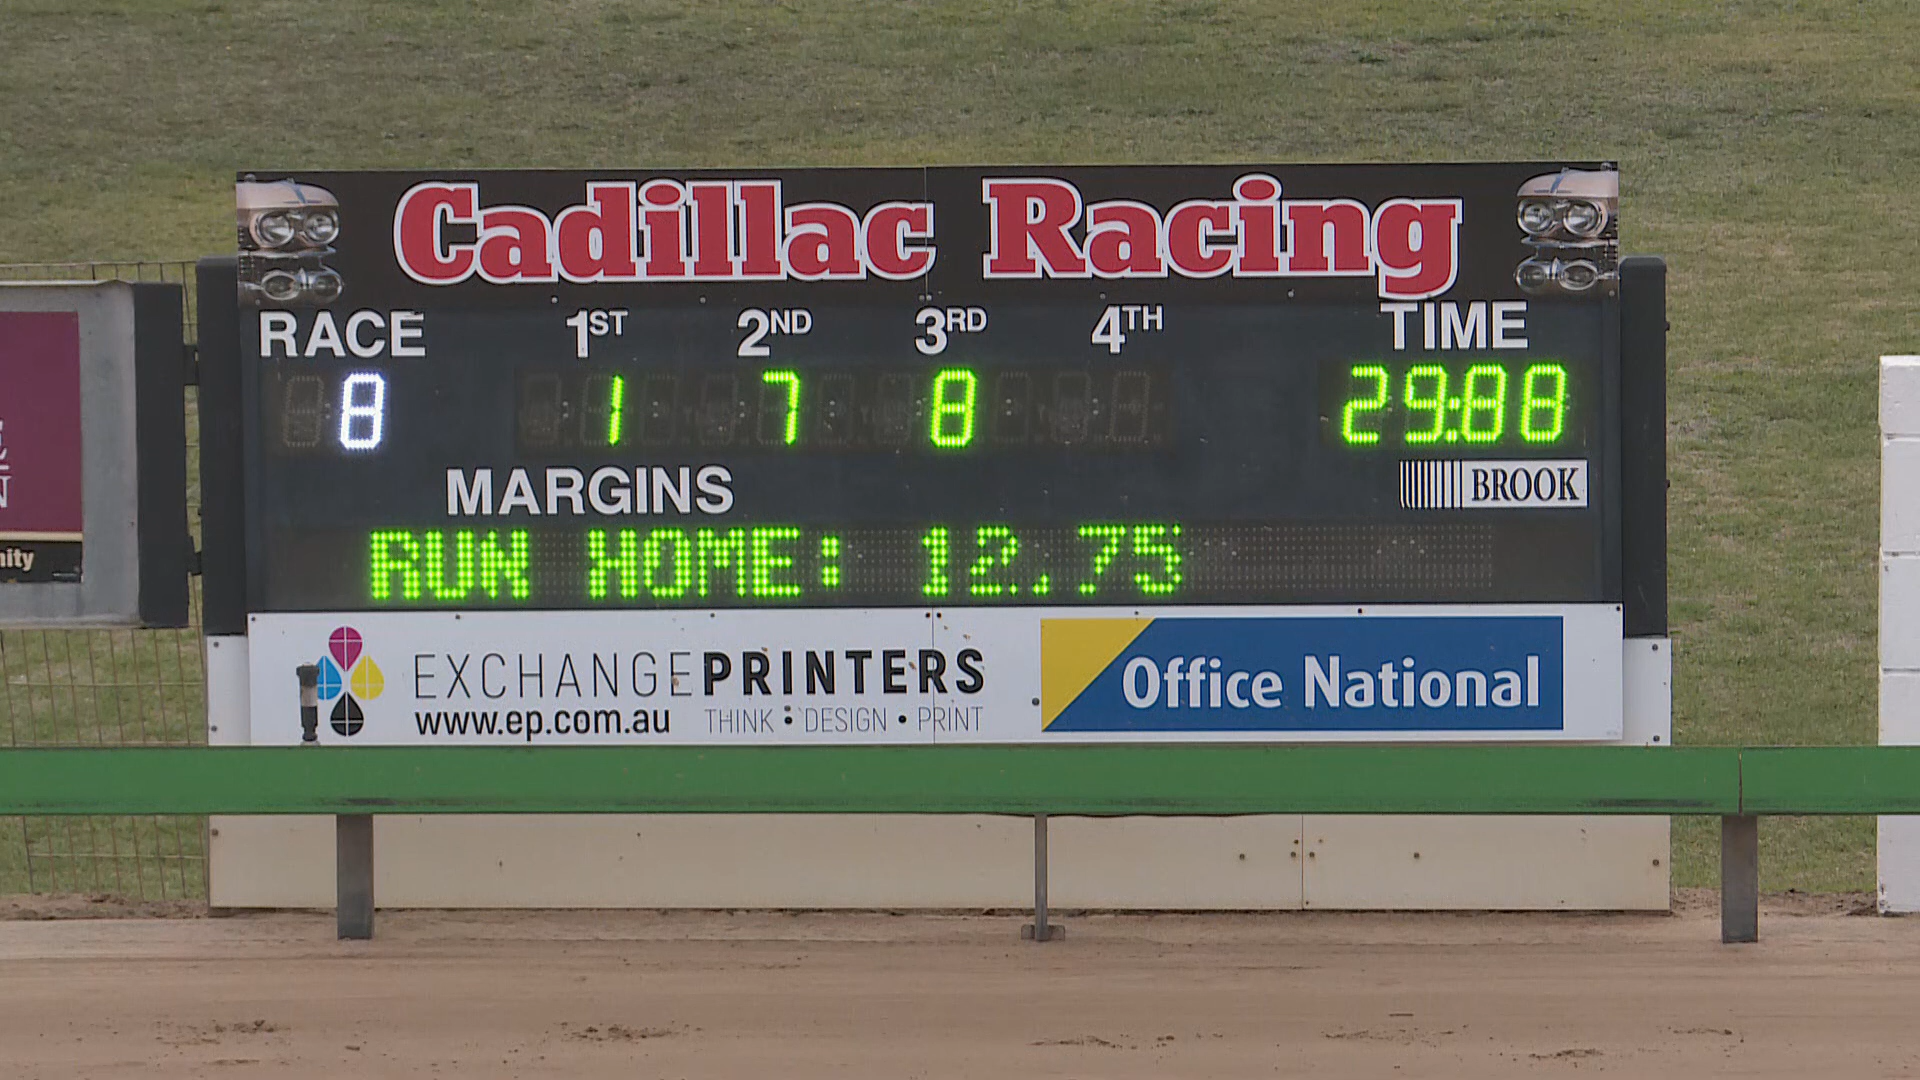 Cadillac Racing
RACE 1ST 2ND 3RD 4TH TIME
8 1 7 8 29:88
MARGINS
BROOK
RUN HOME: 12.75
EXCHANGEPRINTERS
www.ep.com.au THINK • DESIGN • PRINT
Office National
nity